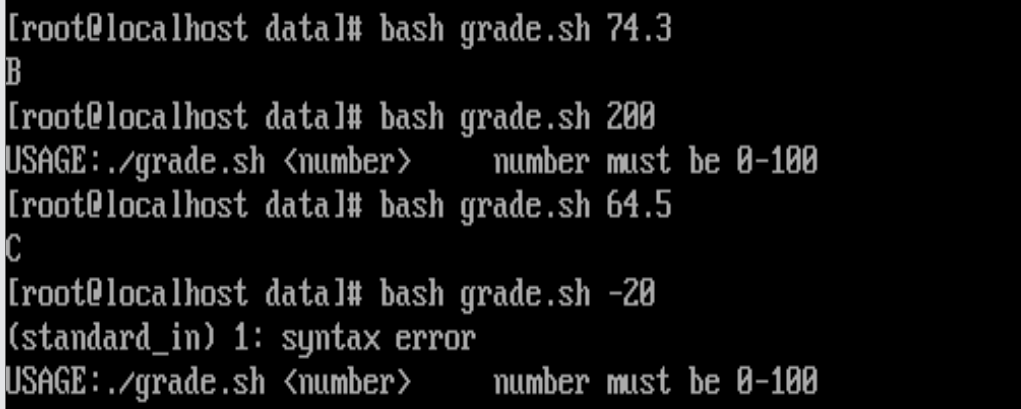 [root@localhost data]# bash grade.sh 74.3
B
[root@localhost data]# bash grade.sh 200
USAGE:./grade.sh <number>     number must be 0-100
[root@localhost data]# bash grade.sh 64.5
C
[root@localhost data]# bash grade.sh -20
(standard_in) 1: syntax error
USAGE:./grade.sh <number>     number must be 0-100